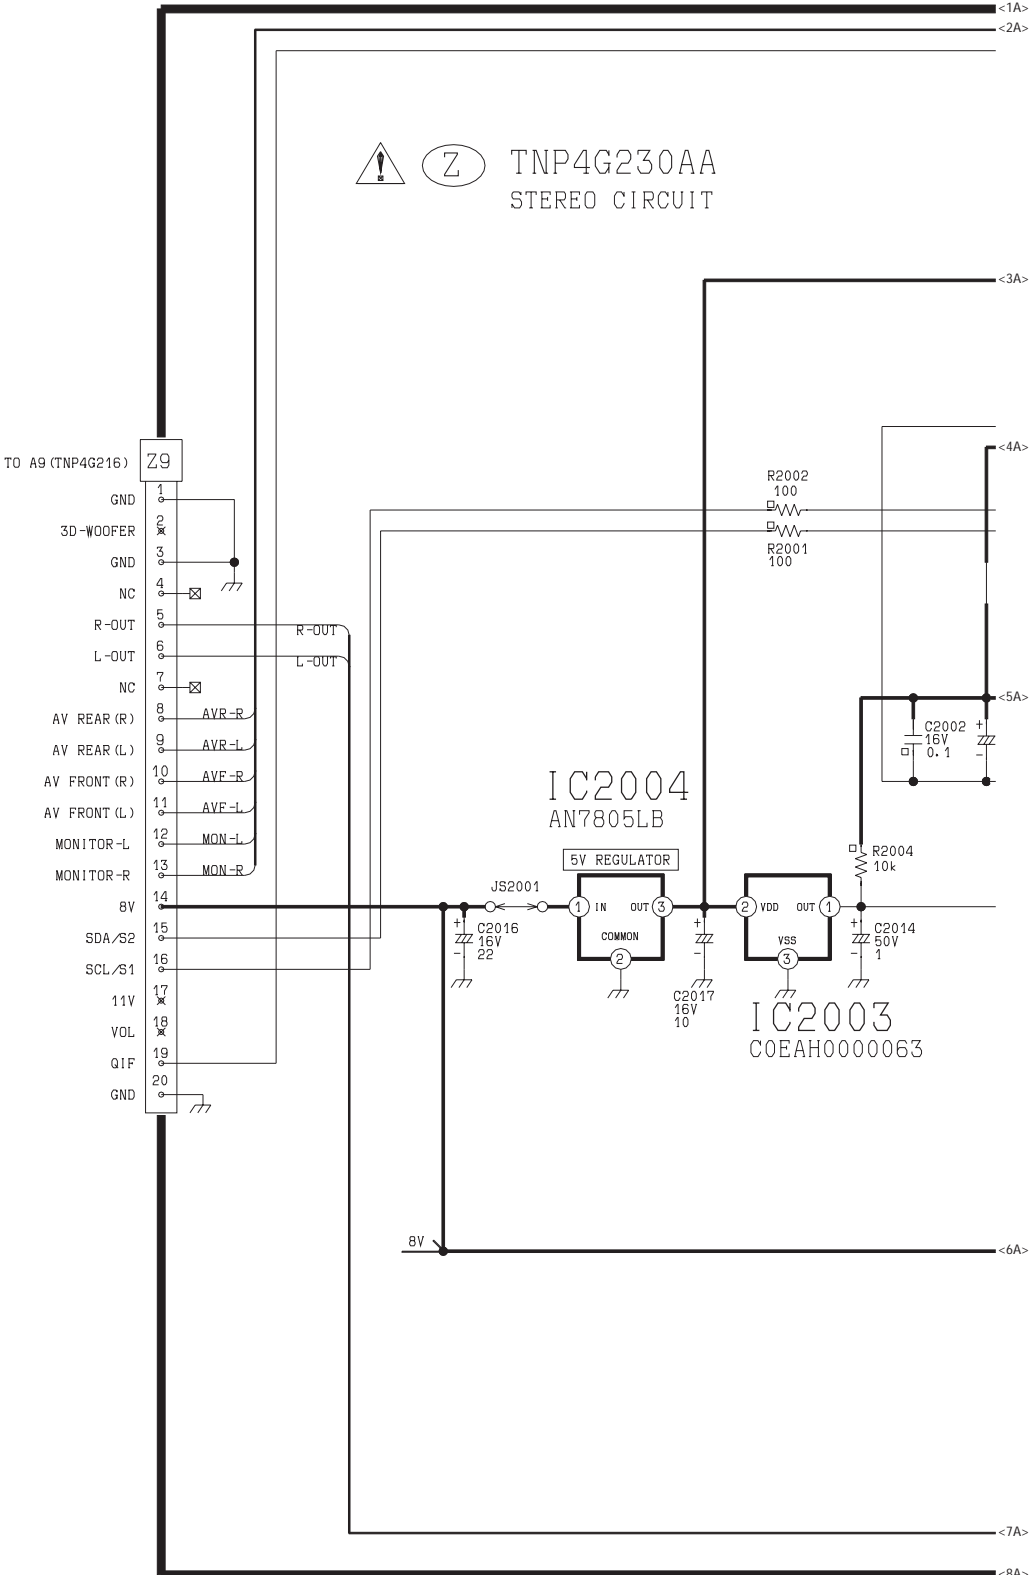 <1A>
<2A>
Z TNP4G230AA
STEREO CIRCUIT
<3A>
<4A>
TO A9(TNP4G216) Z9
R2002
100
R2001
100
GND 1
3D-WOOFER 2
GND 3
NC 4
R-OUT 5 R-OUT
L-OUT 6 L-OUT
NC 7
AV REAR(R) 8 AVR-R
AV REAR(L) 9 AVR-L
AV FRONT(R) 10 AVF-R
AV FRONT(L) 11 AVF-L
MONITOR-L 12 MON-L
MONITOR-R 13 MON-R
8V 14
SDA/S2 15
SCL/S1 16
11V 17
VOL 18
QIF 19
GND 20
<5A>
+
C2002
16V
0.1
-
IC2004
AN7805LB
5V REGULATOR
R2004
10k
JS2001
1 IN OUT 3
COMMON
2
2 VDD OUT 1
VSS
3
+
C2016
16V
22
-
+
-
C2017
16V
10
+
C2014
50V
1
-
IC2003
C0EAH0000063
8V
<6A>
<7A>
<8A>